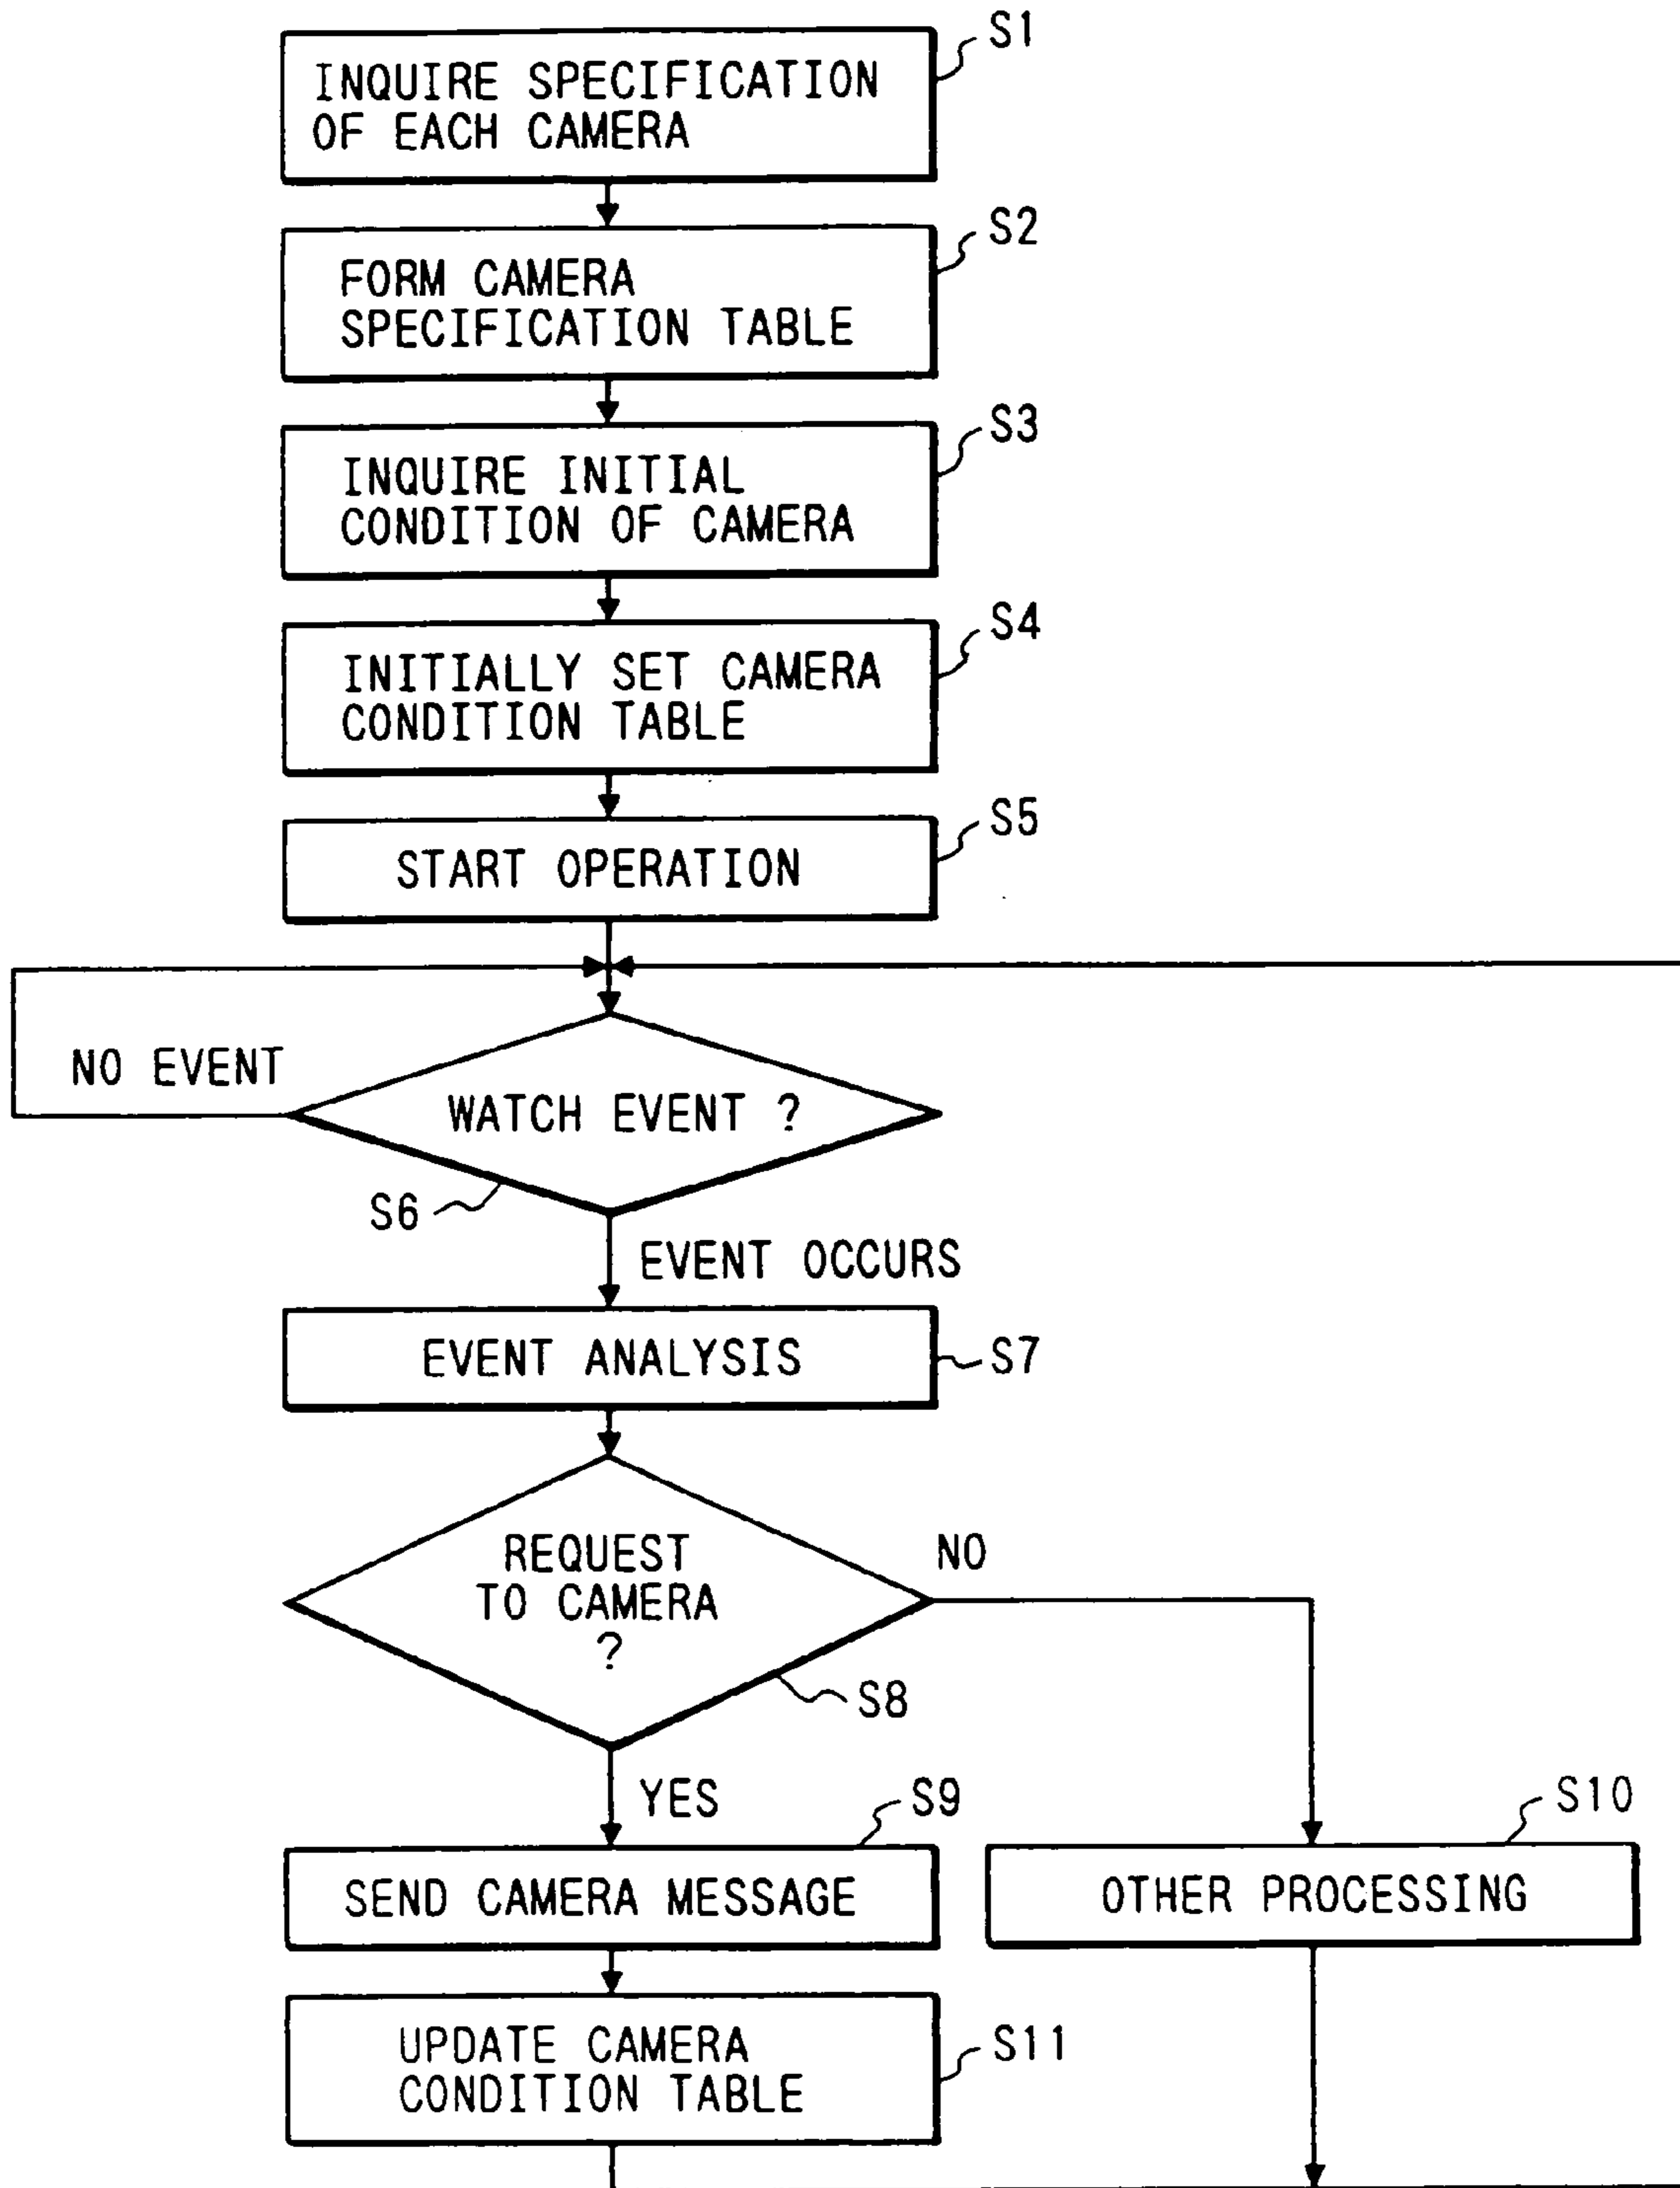 S1
INQUIRE SPECIFICATION
OF EACH CAMERA
S2
FORM CAMERA
SPECIFICATION TABLE
S3
INQUIRE INITIAL
CONDITION OF CAMERA
S4
INITIALLY SET CAMERA
CONDITION TABLE
S5
START OPERATION
NO EVENT
WATCH EVENT ?
S6
EVENT OCCURS
EVENT ANALYSIS
S7
REQUEST
TO CAMERA
?
NO
S8
YES
S9
SEND CAMERA MESSAGE
S10
OTHER PROCESSING
UPDATE CAMERA
CONDITION TABLE
S11